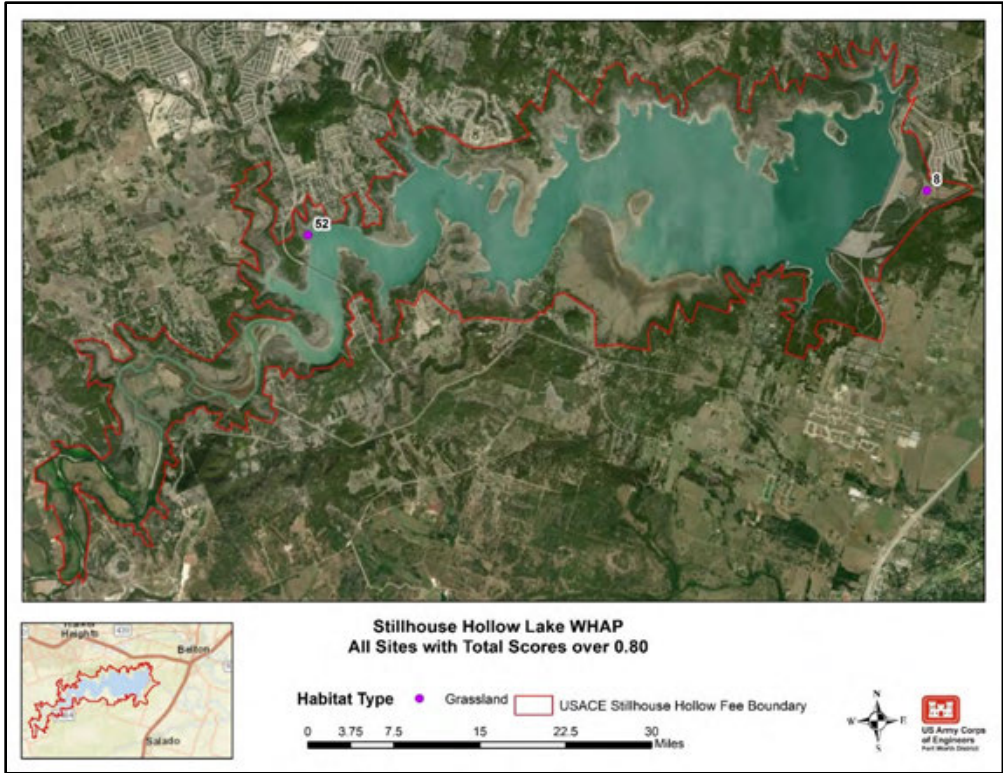 52
8
Stillhouse Hollow Lake WHAP
All Sites with Total Scores over 0.80
Heights
439
Belton
Salado
Habitat Type Grassland USACE Stillhouse Hollow Fee Boundary
0 3.75 7.5 15 22.5 30
Miles
N
W E
S
US Army Corps
of Engineers
Fort Worth District